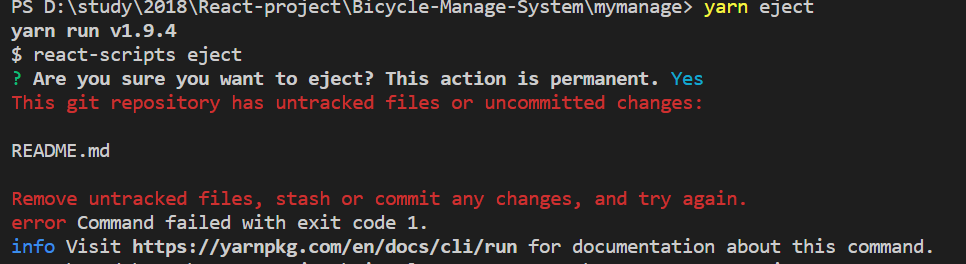 PS D:\study\2018\React-project\Bicycle-Manage-System\mymanage> yarn eject
yarn run v1.9.4
$ react-scripts eject
? Are you sure you want to eject? This action is permanent. Yes
This git repository has untracked files or uncommitted changes:
README.md
Remove untracked files, stash or commit any changes, and try again.
error Command failed with exit code 1.
info Visit https://yarnpkg.com/en/docs/cli/run for documentation about this command.